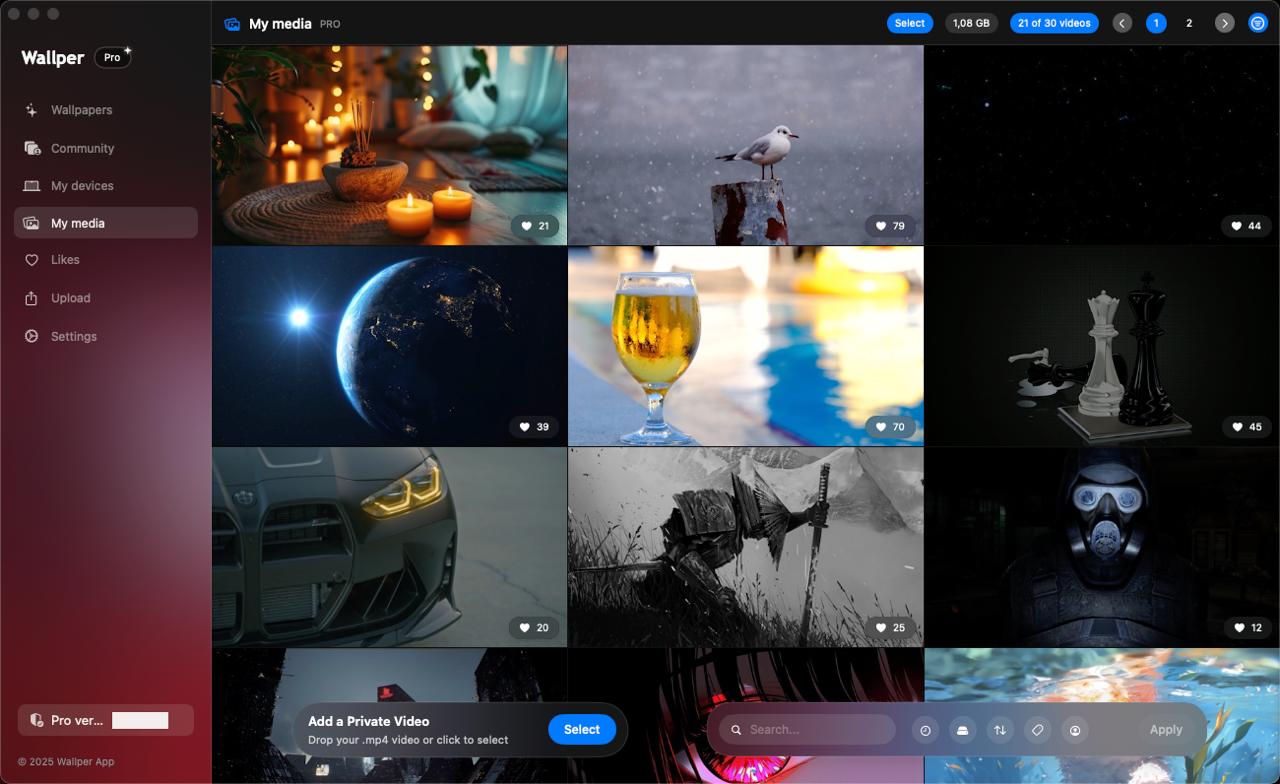 My media PRO
Select
1,08 GB
21 of 30 videos
1
2
Wallper Pro
Wallpapers
Community
My devices
My media
Likes
Upload
Settings
21
79
44
39
70
45
20
25
12
Add a Private Video
Drop your .mp4 video or click to select
Select
Search...
Apply
Pro ver...
© 2025 Wallper App